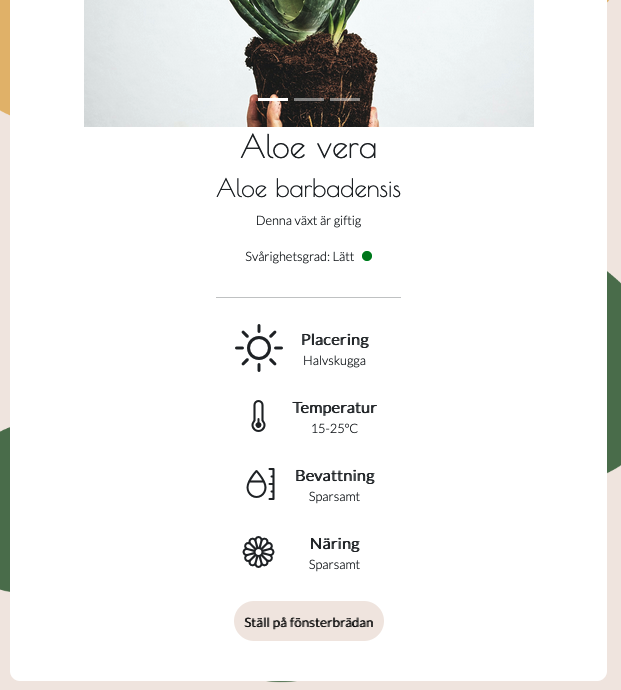 Aloe vera
Aloe barbadensis
Denna växt är giftig
Svårighetsgrad: Lätt
Placering
Halvskugga
Temperatur
15-25°C
Bevattning
Sparsamt
Näring
Sparsamt
Ställ på fönsterbrädan